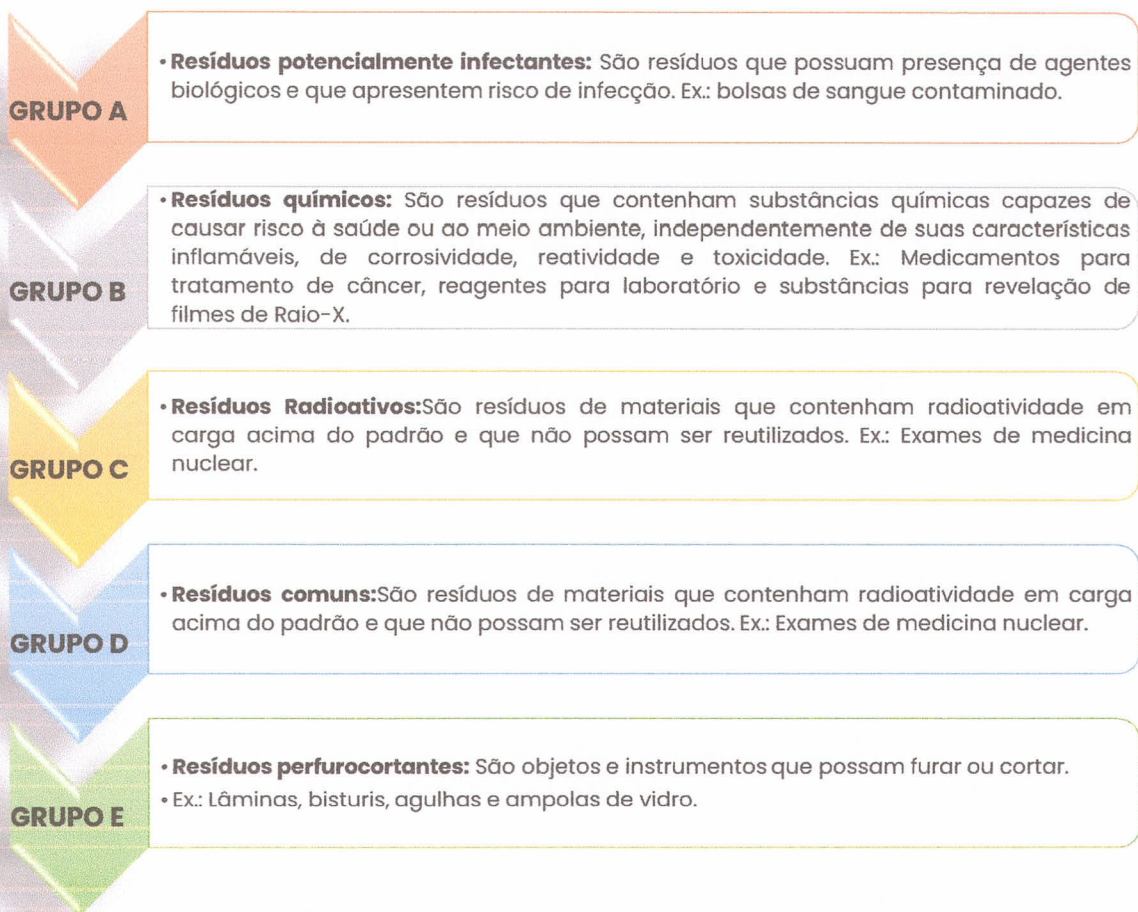 • Resíduos potencialmente infectantes: São resíduos que possuam presença de agentes
biológicos e que apresentem risco de infecção. Ex.: bolsas de sangue contaminado.
GRUPO A
• Resíduos químicos: São resíduos que contenham substâncias químicas capazes de
causar risco à saúde ou ao meio ambiente, independentemente de suas características
inflamáveis, de corrosividade, reatividade e toxicidade. Ex.: Medicamentos para
tratamento de câncer, reagentes para laboratório e substâncias para revelação de
filmes de Raio-X.
GRUPO B
• Resíduos Radioativos:São resíduos de materiais que contenham radioatividade em
carga acima do padrão e que não possam ser reutilizados. Ex.: Exames de medicina
nuclear.
GRUPO C
• Resíduos comuns:São resíduos de materiais que contenham radioatividade em carga
acima do padrão e que não possam ser reutilizados. Ex.: Exames de medicina nuclear.
GRUPO D
• Resíduos perfurocortantes: São objetos e instrumentos que possam furar ou cortar.
• Ex.: Lâminas, bisturis, agulhas e ampolas de vidro.
GRUPO E